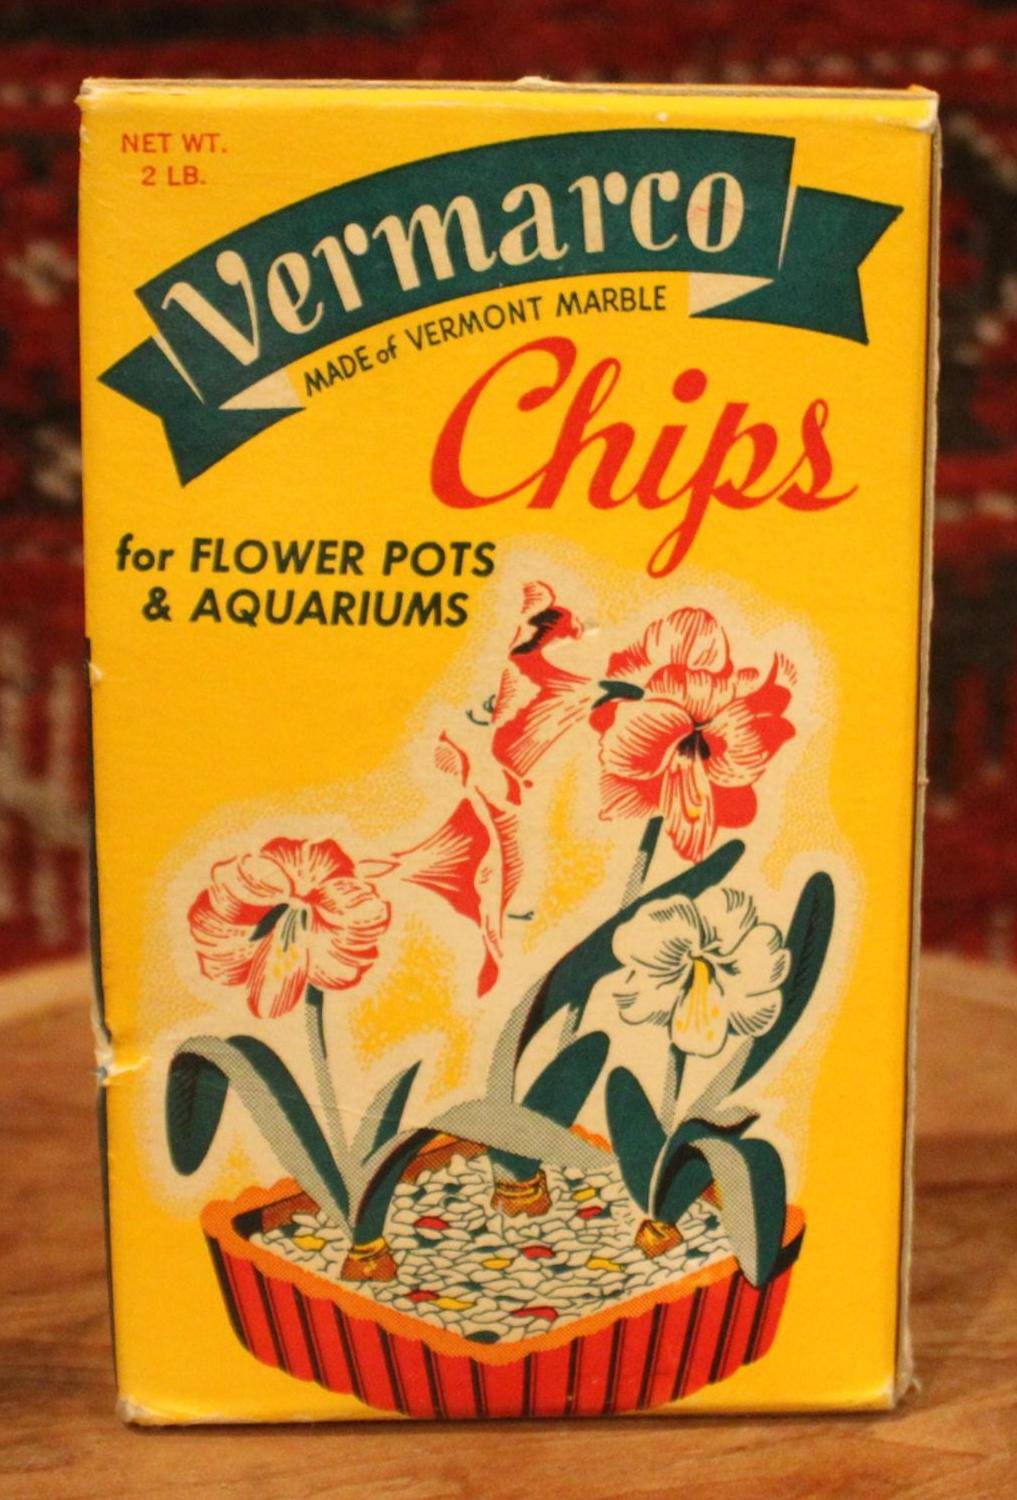 NET WT.
2 LB.
Vermarco
MADE of VERMONT MARBLE
Chips
for FLOWER POTS
& AQUARIUMS